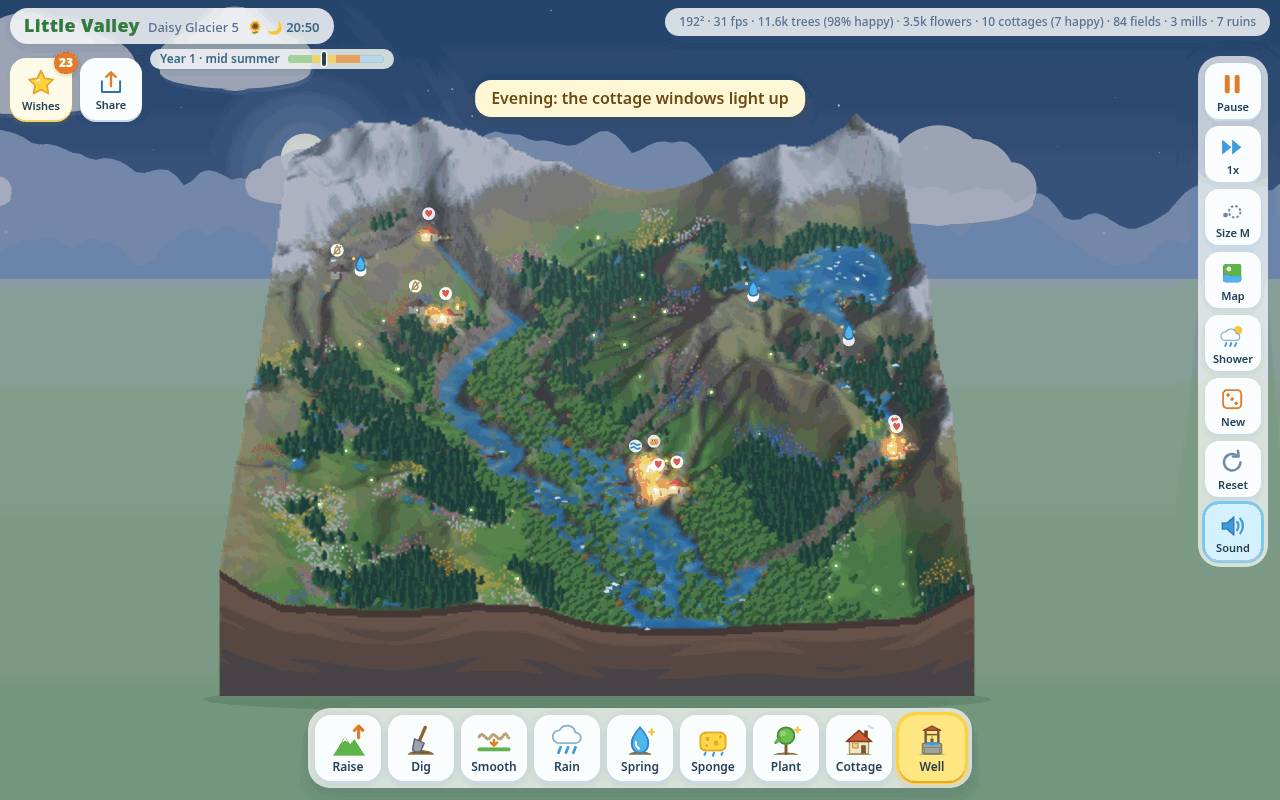 Little Valley Daisy Glacier 5 20:50
192² · 31 fps · 11.6k trees (98% happy) · 3.5k flowers · 10 cottages (7 happy) · 84 fields · 3 mills · 7 ruins
Year 1 · mid summer
23
Wishes
Share
Evening: the cottage windows light up
Pause
1x
Size M
Map
Shower
New
Reset
Sound
Raise
Dig
Smooth
Rain
Spring
Sponge
Plant
Cottage
Well